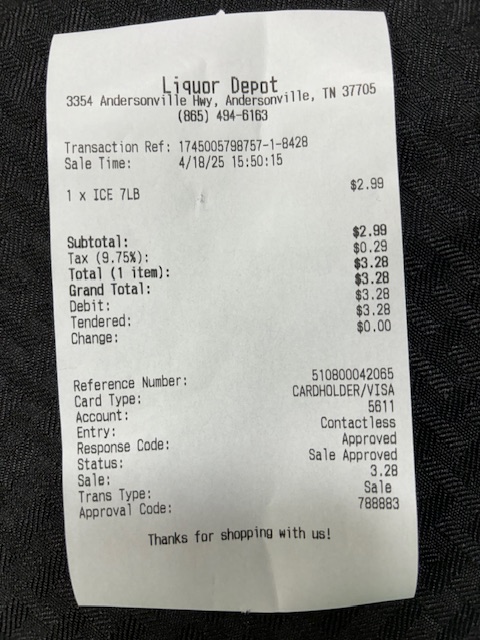 Liquor Depot
3354 Andersonville Hwy, Andersonville, TN 37705
(865) 494-6163
Transaction Ref: 1745005798757-1-8428
Sale Time: 4/18/25 15:50:15
1 x ICE 7LB $2.99
Subtotal: $2.99
Tax (9.75%): $0.29
Total (1 item): $3.28
Grand Total: $3.28
Debit: $3.28
Tendered: $3.28
Change: $0.00
Reference Number: 510800042065
Card Type: CARDHOLDER/VISA
Account: 5611
Entry: Contactless
Response Code: Approved
Status: Sale Approved
Sale: 3.28
Trans Type: Sale
Approval Code: 788883
Thanks for shopping with us!